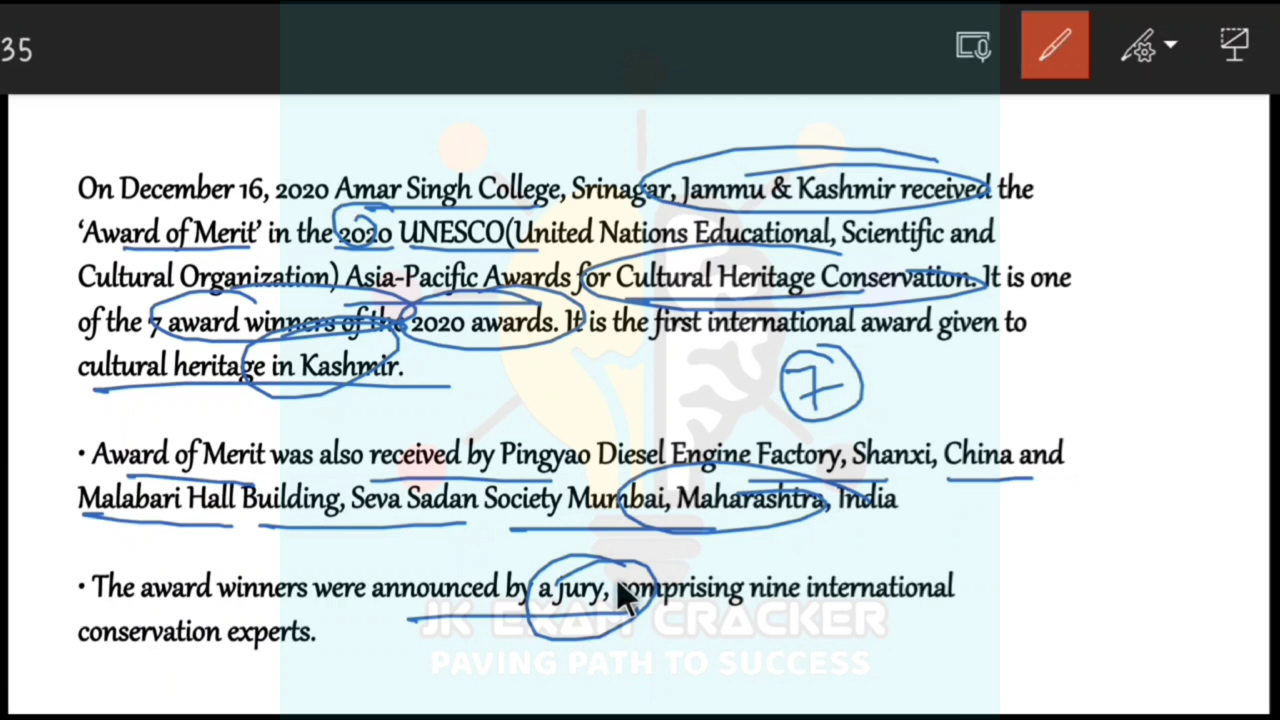 35
On December 16, 2020 Amar Singh College, Srinagar, Jammu & Kashmir received the
‘Award of Merit’ in the 2020 UNESCO(United Nations Educational, Scientific and
Cultural Organization) Asia-Pacific Awards for Cultural Heritage Conservation. It is one
of the 7 award winners of the 2020 awards. It is the first international award given to
cultural heritage in Kashmir.
7
• Award of Merit was also received by Pingyao Diesel Engine Factory, Shanxi, China and
Malabari Hall Building, Seva Sadan Society Mumbai, Maharashtra, India
• The award winners were announced by a jury, comprising nine international
conservation experts.
JK EXAM CRACKER
PAVING PATH TO SUCCESS